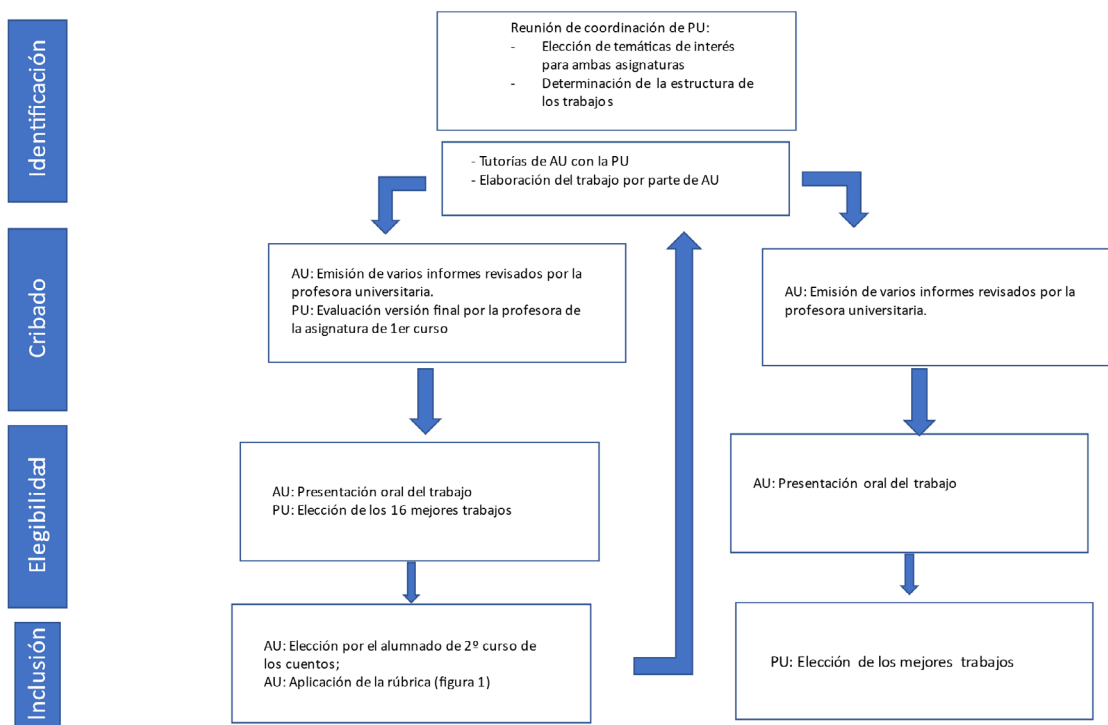 Identificación
Reunión de coordinación de PU:
- Elección de temáticas de interés
para ambas asignaturas
- Determinación de la estructura de
los trabajos
- Tutorías de AU con la PU
- Elaboración del trabajo por parte de AU
Cribado
AU: Emisión de varios informes revisados por la
profesora universitaria.
PU: Evaluación versión final por la profesora de
la asignatura de 1er curso
AU: Emisión de varios informes revisados por la
profesora universitaria.
Elegibilidad
AU: Presentación oral del trabajo
PU: Elección de los 16 mejores trabajos
AU: Presentación oral del trabajo
Inclusión
AU: Elección por el alumnado de 2º curso de
los cuentos;
AU: Aplicación de la rúbrica (figura 1)
PU: Elección de los mejores trabajos